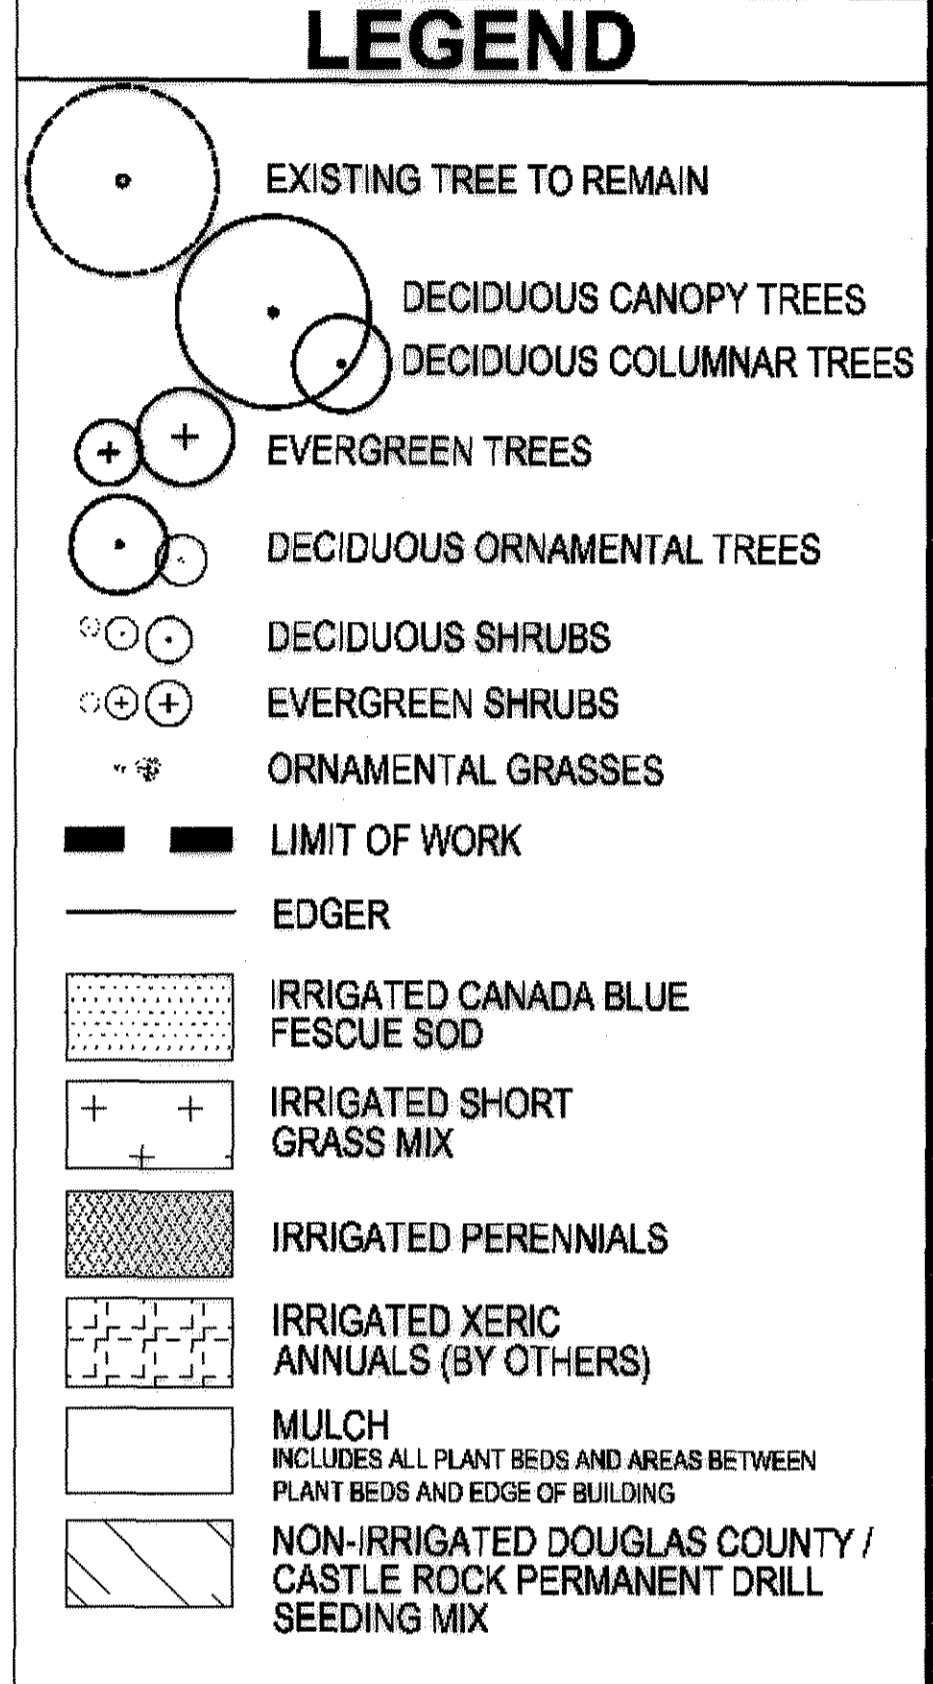 LEGEND
EXISTING TREE TO REMAIN
DECIDUOUS CANOPY TREES
DECIDUOUS COLUMNAR TREES
EVERGREEN TREES
DECIDUOUS ORNAMENTAL TREES
DECIDUOUS SHRUBS
EVERGREEN SHRUBS
ORNAMENTAL GRASSES
LIMIT OF WORK
EDGER
IRRIGATED CANADA BLUE
FESCUE SOD
IRRIGATED SHORT
GRASS MIX
IRRIGATED PERENNIALS
IRRIGATED XERIC
ANNUALS (BY OTHERS)
MULCH
INCLUDES ALL PLANT BEDS AND AREAS BETWEEN
PLANT BEDS AND EDGE OF BUILDING
NON-IRRIGATED DOUGLAS COUNTY /
CASTLE ROCK PERMANENT DRILL
SEEDING MIX